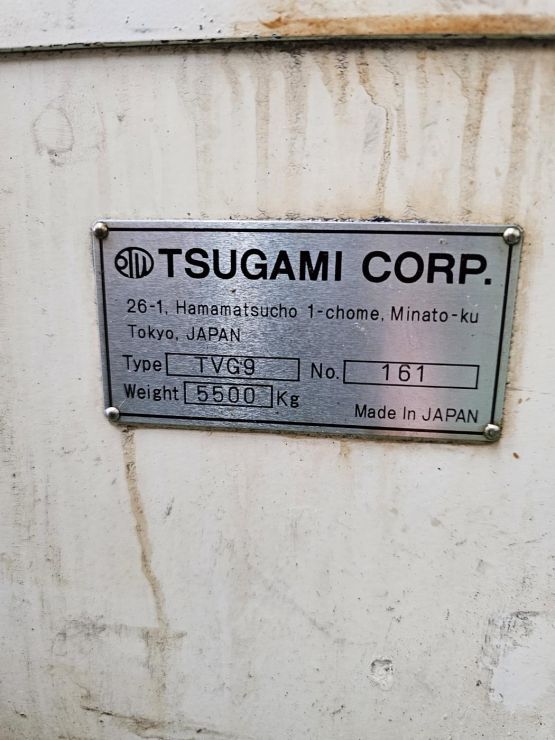 TSUGAMI CORP.
26-1, Hamamatsucho 1-chome, Minato-ku
Tokyo, JAPAN
Type TVG9 No. 161
Weight 5500 Kg
Made In JAPAN